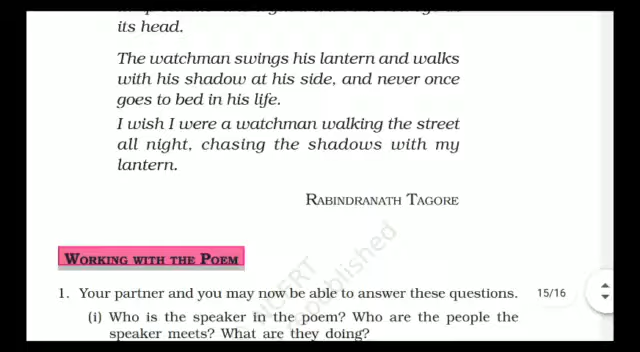 its head.
The watchman swings his lantern and walks
with his shadow at his side, and never once
goes to bed in his life.
I wish I were a watchman walking the street
all night, chasing the shadows with my
lantern.
RABINDRANATH TAGORE
WORKING WITH THE POEM
1. Your partner and you may now be able to answer these questions.
15/16
(i) Who is the speaker in the poem? Who are the people the
speaker meets? What are they doing?